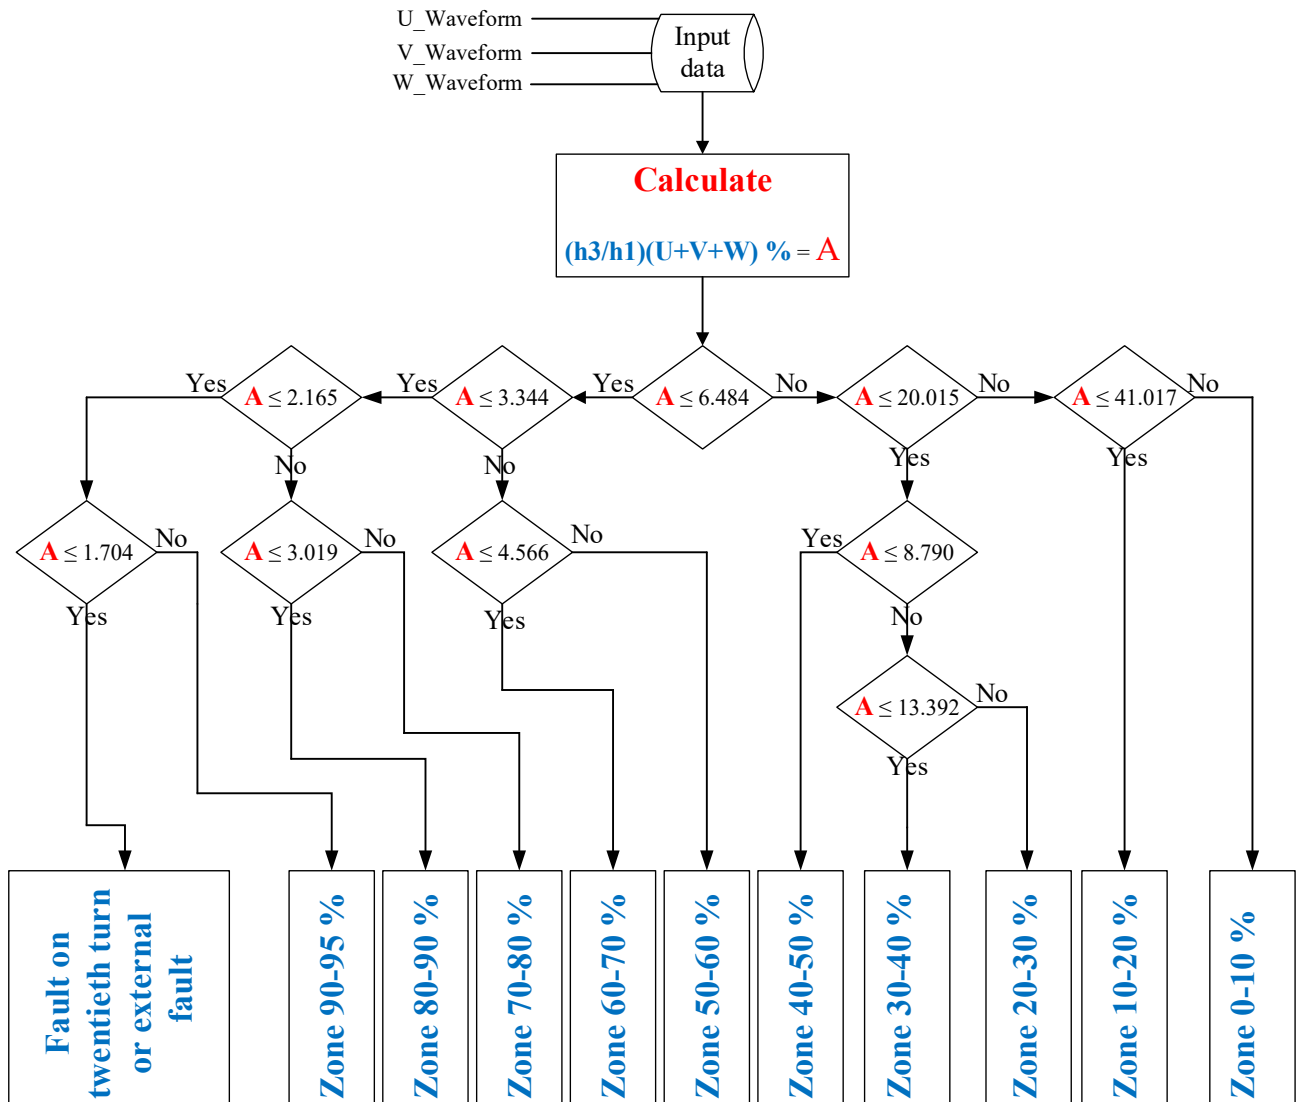 U_Waveform
V_Waveform
W_Waveform
Input
data
Calculate
(h3/h1)(U+V+W) % = A
Yes
A ≤ 2.165
Yes
A ≤ 3.344
Yes
A ≤ 6.484
No
A ≤ 20.015
No
A ≤ 41.017
No
No
No
Yes
Yes
A ≤ 1.704
No
A ≤ 3.019
No
A ≤ 4.566
No
Yes
A ≤ 8.790
Yes
Yes
Yes
No
A ≤ 13.392
No
Yes
Fault on
twentieth turn
or external
fault
Zone 90-95 %
Zone 80-90 %
Zone 70-80 %
Zone 60-70 %
Zone 50-60 %
Zone 40-50 %
Zone 30-40 %
Zone 20-30 %
Zone 10-20 %
Zone 0-10 %